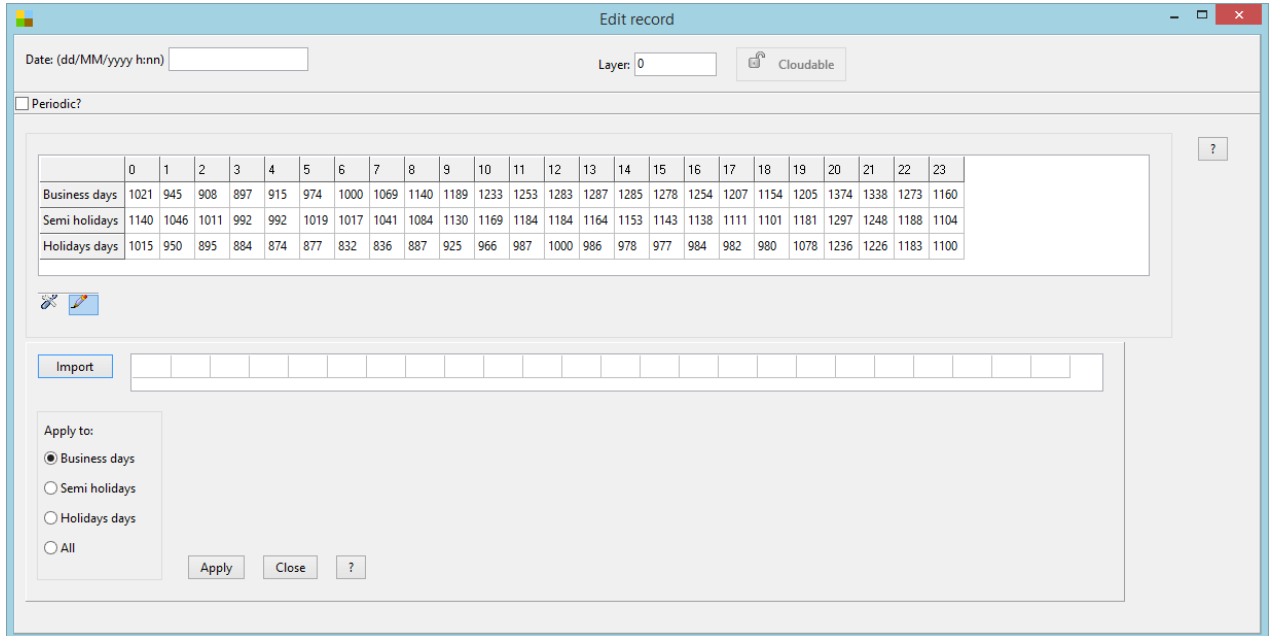 Edit record
Date: (dd/MM/yyyy h:nn) Layer: 0 Cloudable
Periodic?
?
0 1 2 3 4 5 6 7 8 9 10 11 12 13 14 15 16 17 18 19 20 21 22 23
Business days 1021 945 908 897 915 974 1000 1069 1140 1189 1233 1253 1283 1287 1285 1278 1254 1207 1154 1205 1374 1338 1273 1160
Semi holidays 1140 1046 1011 992 992 1019 1017 1041 1084 1130 1169 1184 1184 1164 1153 1143 1138 1111 1101 1181 1297 1248 1188 1104
Holidays days 1015 950 895 884 874 877 832 836 887 925 966 987 1000 986 978 977 984 982 980 1078 1236 1226 1183 1100
Import
Apply to:
Business days
Semi holidays
Holidays days
All
Apply Close ?